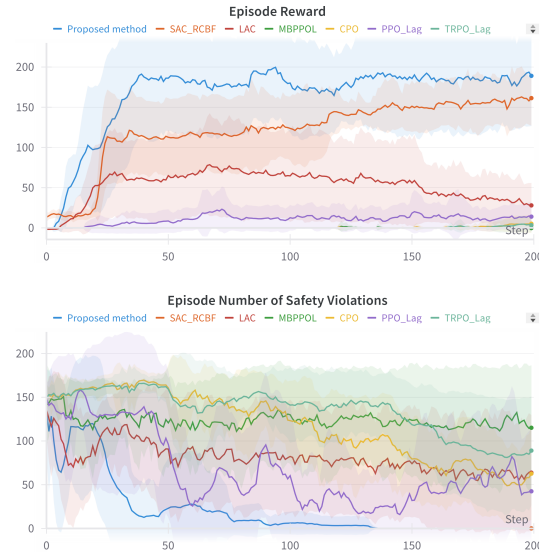 Episode Reward
Proposed method SAC_RCBF LAC MBPPOL CPO PPO_Lag TRPO_Lag
200
150
100
50
0
Step
0 50 100 150 200
Episode Number of Safety Violations
Proposed method SAC_RCBF LAC MBPPOL CPO PPO_Lag TRPO_Lag
200
150
100
50
0
Step
0 50 100 150 200